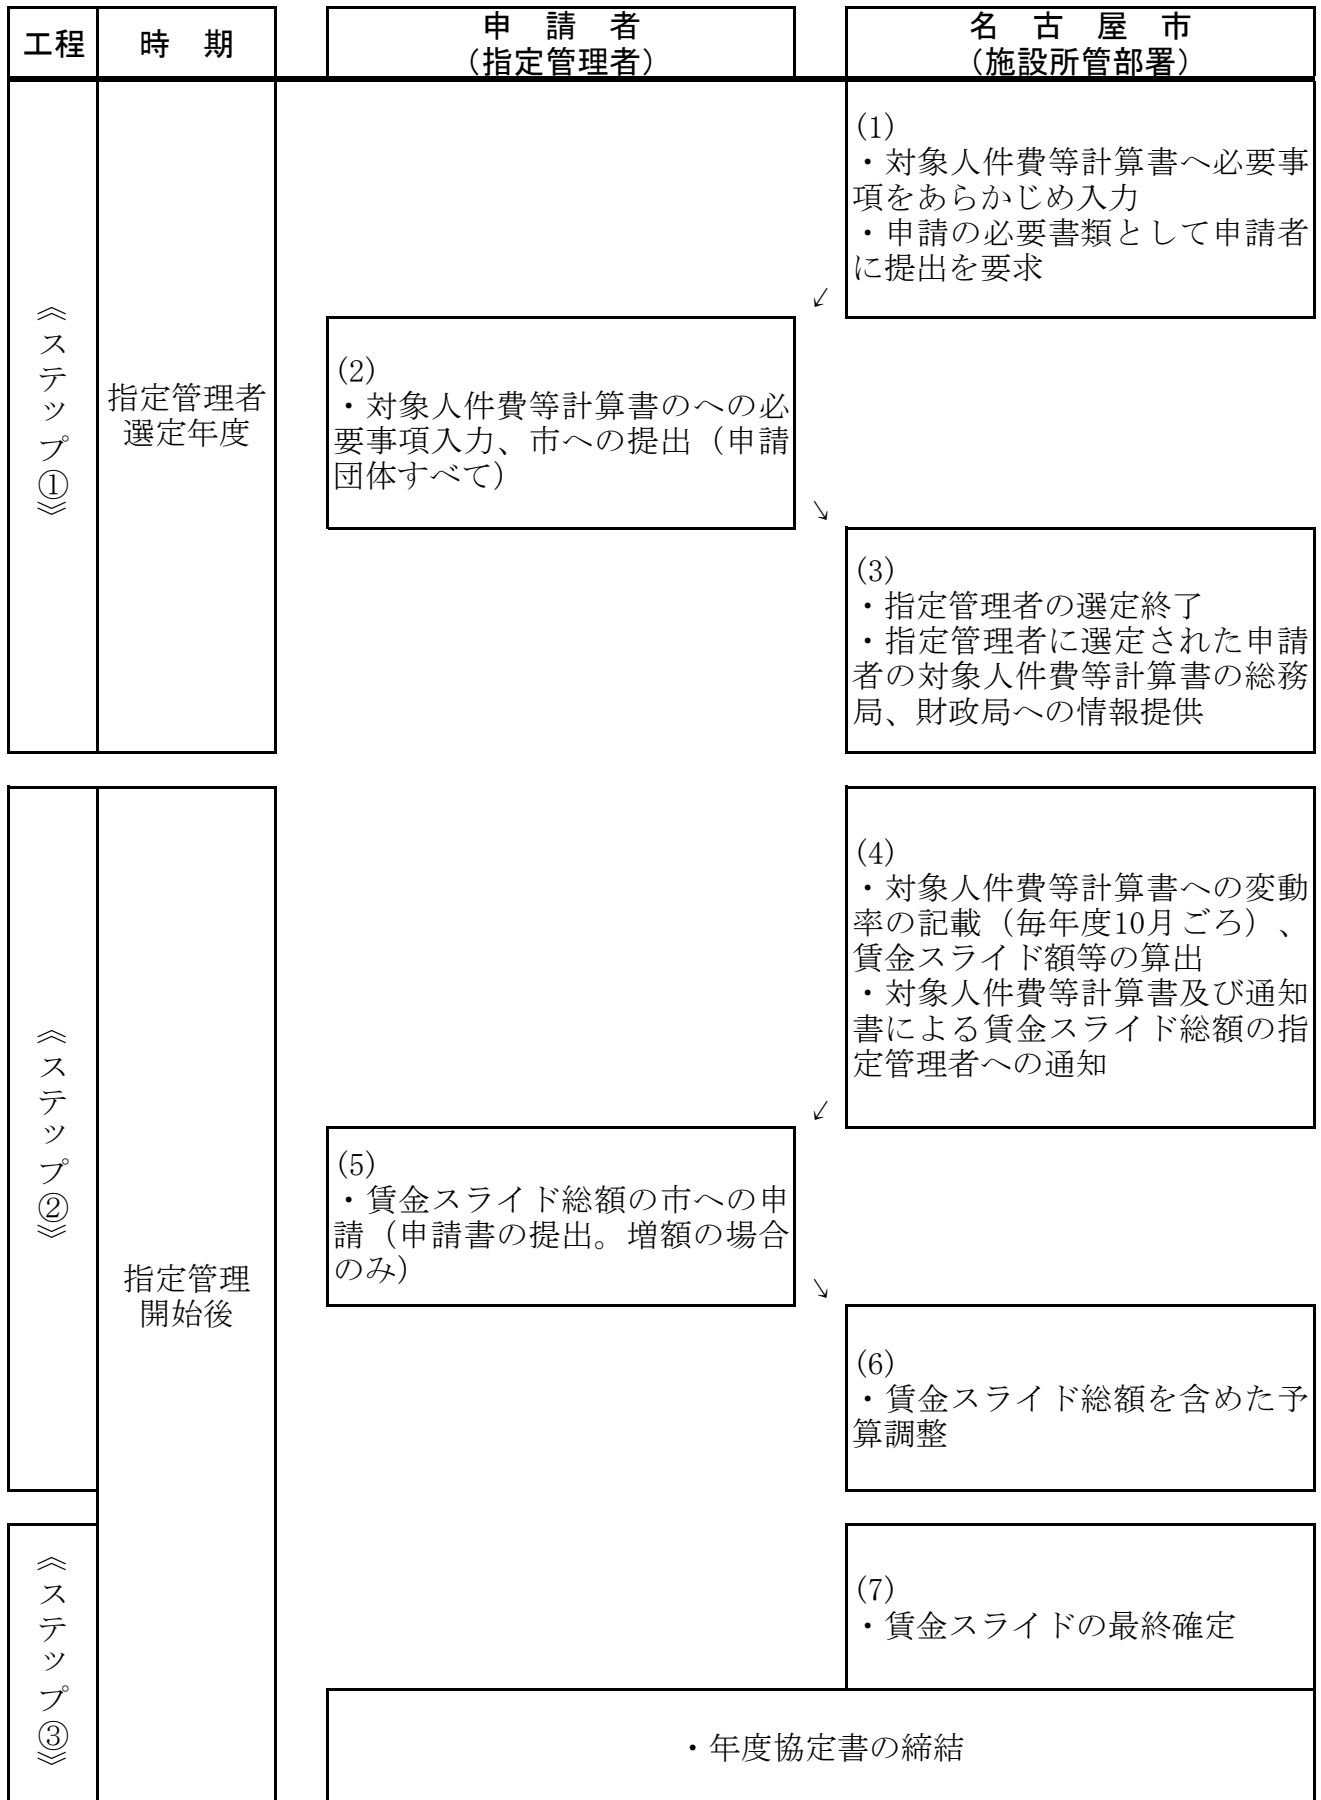 工程
時　期
申　請　者
（指定管理者）
名　古　屋　市
（施設所管部署）
《ステップ①》
指定管理者
選定年度
(1)
・対象人件費等計算書へ必要事
項をあらかじめ入力
・申請の必要書類として申請者
に提出を要求
↙
(2)
・対象人件費等計算書のへの必
要事項入力、市への提出（申請
団体すべて）
↘
(3)
・指定管理者の選定終了
・指定管理者に選定された申請
者の対象人件費等計算書の総務
局、財政局への情報提供
《ステップ②》
指定管理
開始後
(4)
・対象人件費等計算書への変動
率の記載（毎年度10月ごろ）、
賃金スライド額等の算出
・対象人件費等計算書及び通知
書による賃金スライド総額の指
定管理者への通知
↙
(5)
・賃金スライド総額の市への申
請（申請書の提出。増額の場合
のみ）
↘
(6)
・賃金スライド総額を含めた予
算調整
《ステップ③》
(7)
・賃金スライドの最終確定
・年度協定書の締結